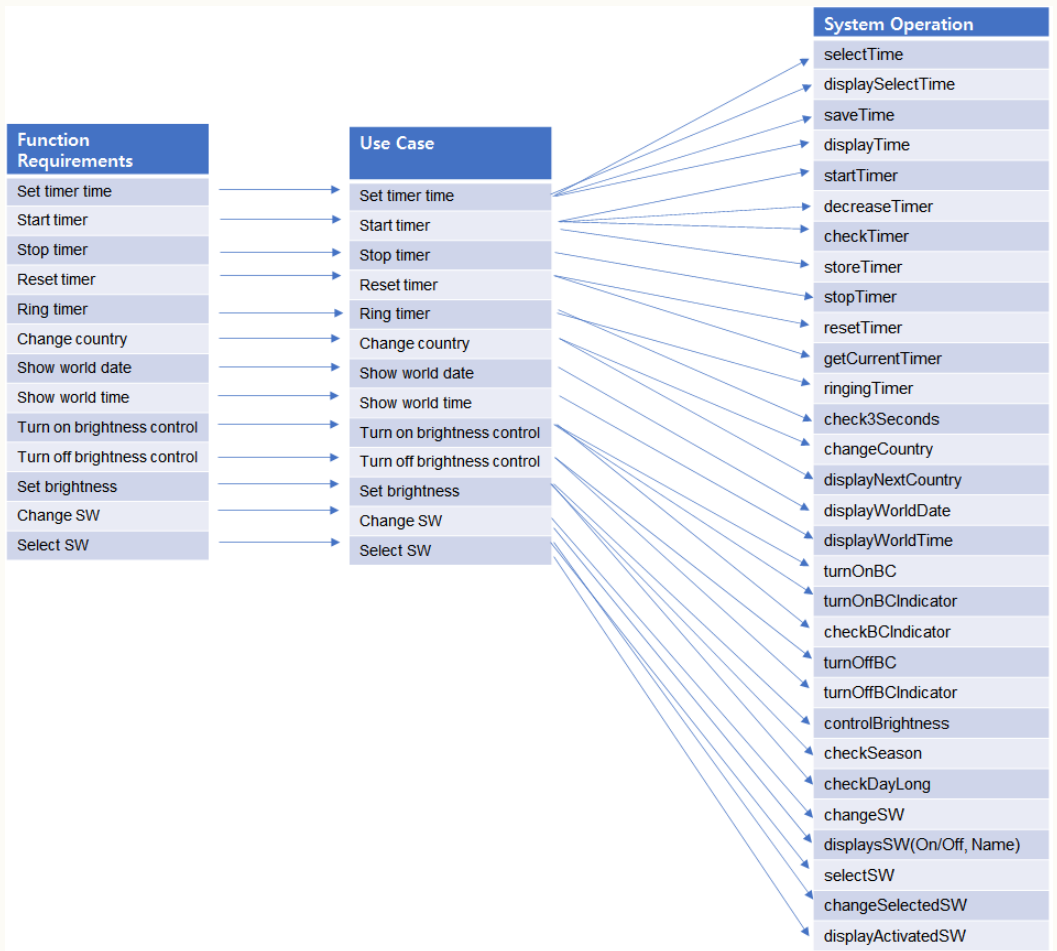 Function
Requirements
Set timer time
Start timer
Stop timer
Reset timer
Ring timer
Change country
Show world date
Show world time
Turn on brightness control
Turn off brightness control
Set brightness
Change SW
Select SW
Use Case
Set timer time
Start timer
Stop timer
Reset timer
Ring timer
Change country
Show world date
Show world time
Turn on brightness control
Turn off brightness control
Set brightness
Change SW
Select SW
System Operation
selectTime
displaySelectTime
saveTime
displayTime
startTimer
decreaseTimer
checkTimer
storeTimer
stopTimer
resetTimer
getCurrentTimer
ringingTimer
check3Seconds
changeCountry
displayNextCountry
displayWorldDate
displayWorldTime
turnOnBC
turnOnBCIndicator
checkBCIndicator
turnOffBC
turnOffBCIndicator
controlBrightness
checkSeason
checkDayLong
changeSW
displaysSW(On/Off, Name)
selectSW
changeSelectedSW
displayActivatedSW